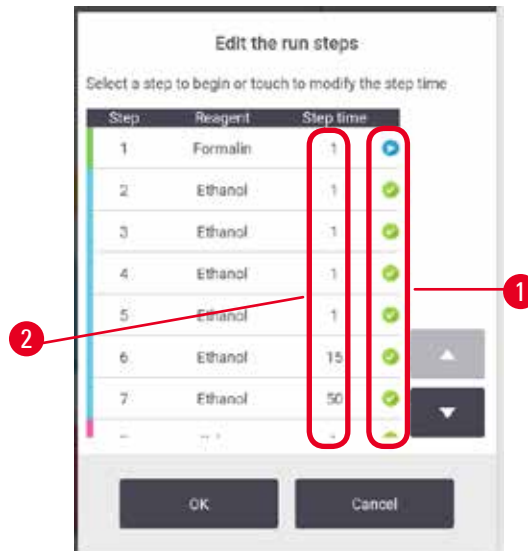 Edit the run steps
Select a step to begin or touch to modify the step time
Step Reagent Step time
1 Formalin 1
2 Ethanol 1
3 Ethanol 1
4 Ethanol 1
5 Ethanol 1
6 Ethanol 15
7 Ethanol 50
OK Cancel
1
2